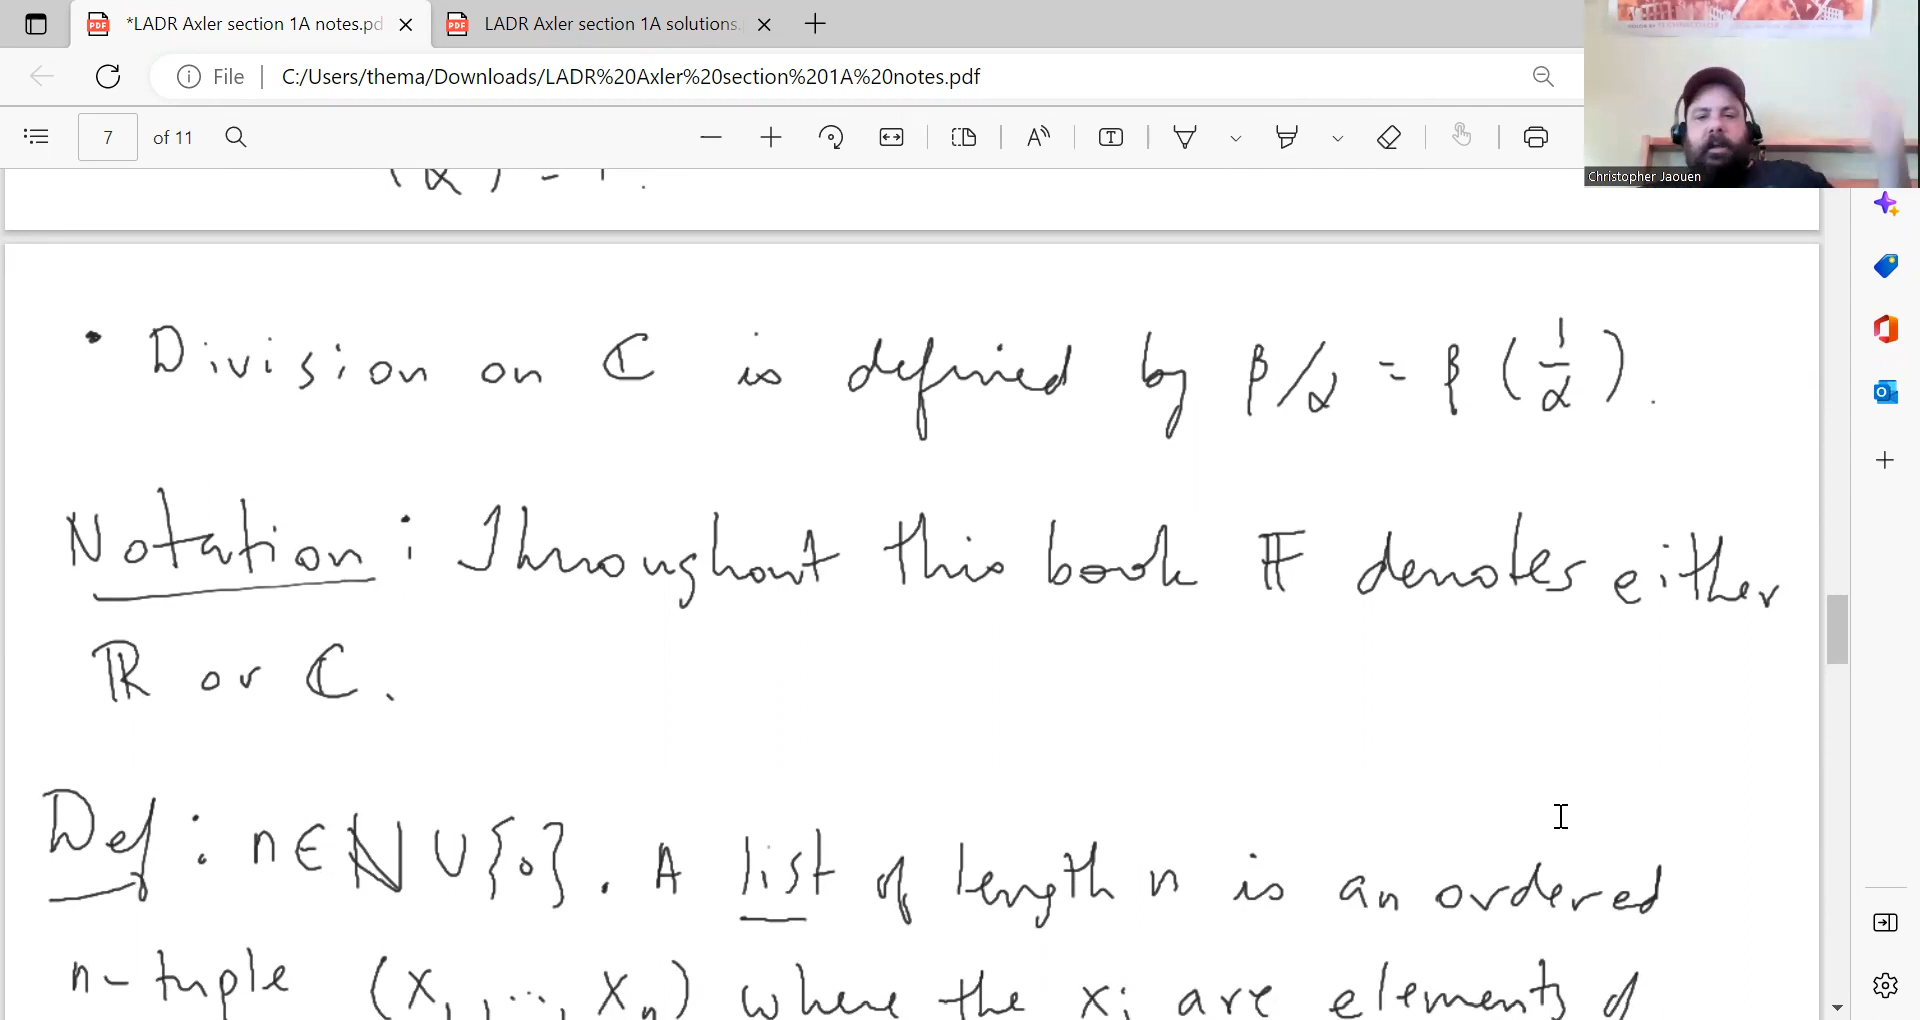 *LADR Axler section 1A notes.pd
LADR Axler section 1A solutions.
File
C:/Users/thema/Downloads/LADR%20Axler%20section%201A%20notes.pdf
7 of 11
Christopher Jaouen
(α) = 1.
• Division on ℂ is defined by β/α = β(1/α).
Notation: Throughout this book 𝔽 denotes either
ℝ or ℂ.
Def: n∈ℕ∪{0}. A list of length n is an ordered
n-tuple (x₁,...,xₙ) where the xᵢ are elements of